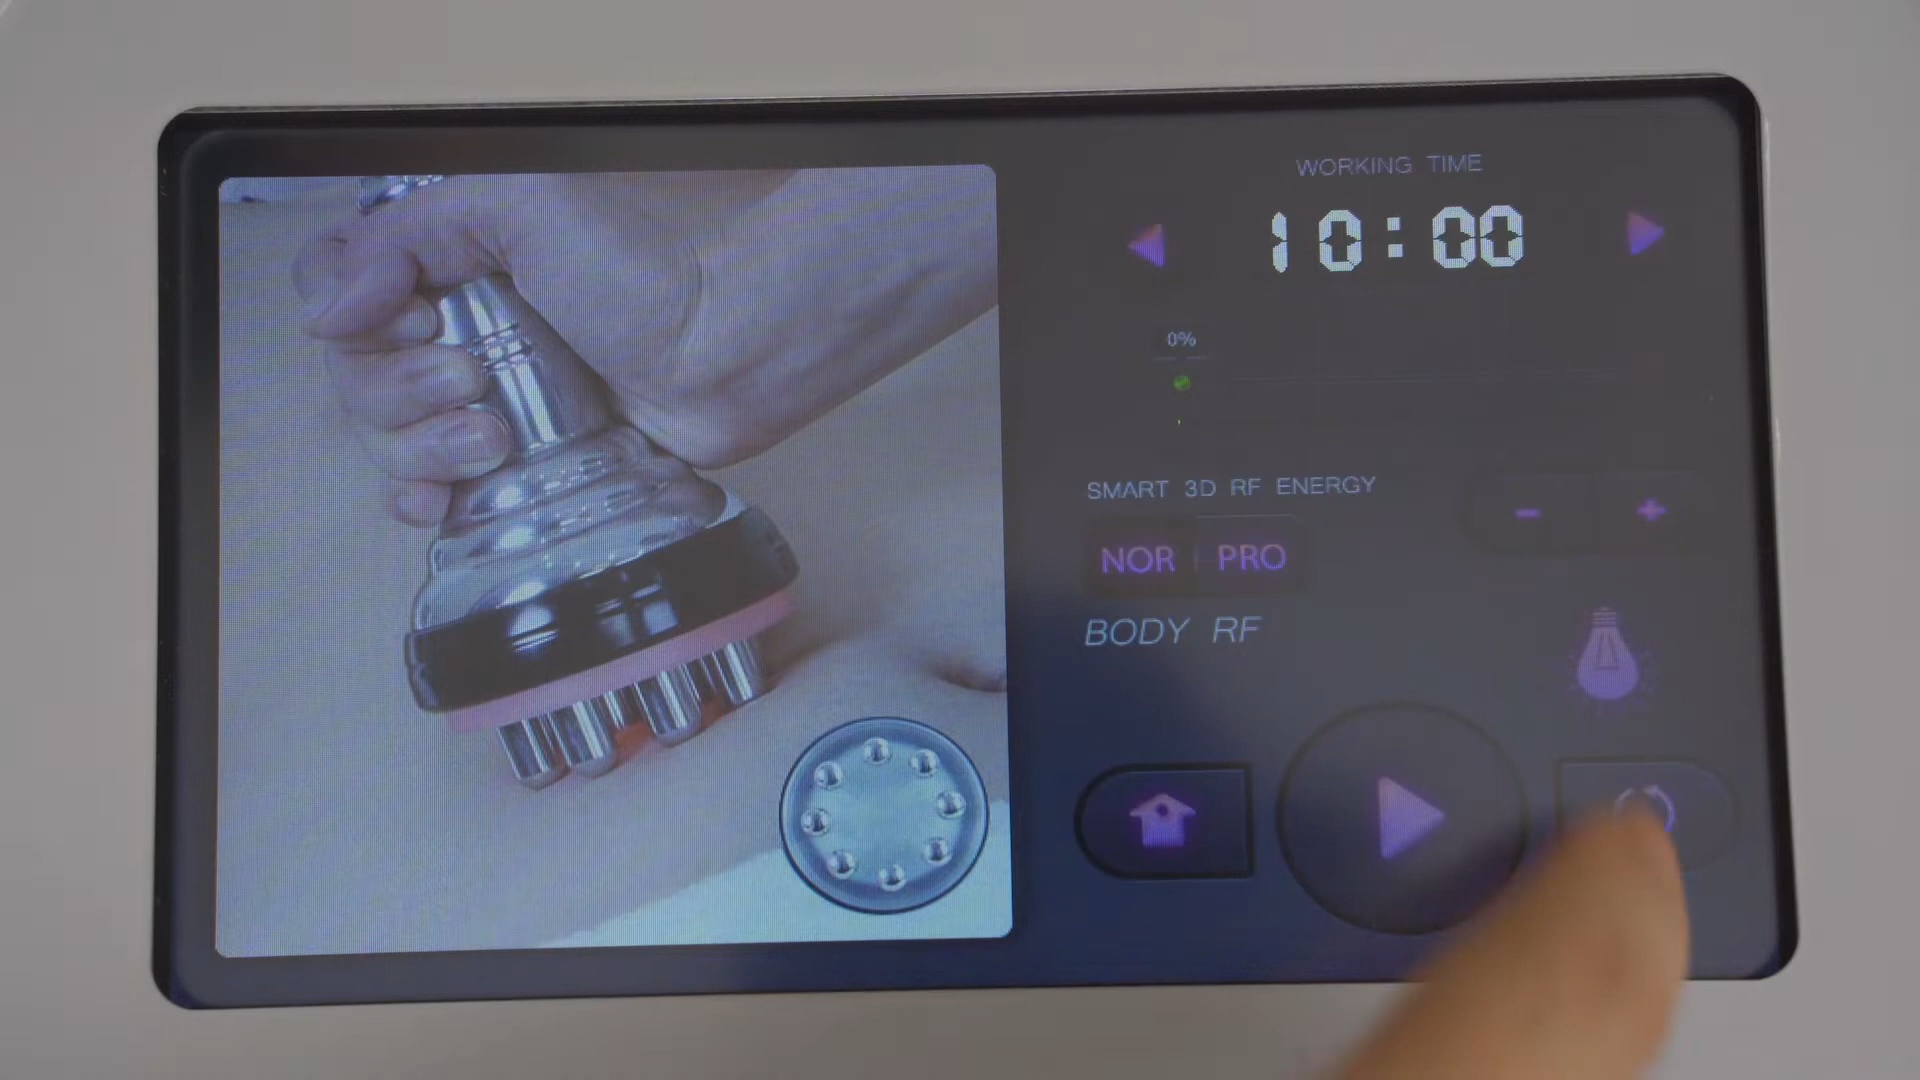 WORKING TIME
10:00
0%
SMART 3D RF ENERGY
- +
NOR PRO
BODY RF